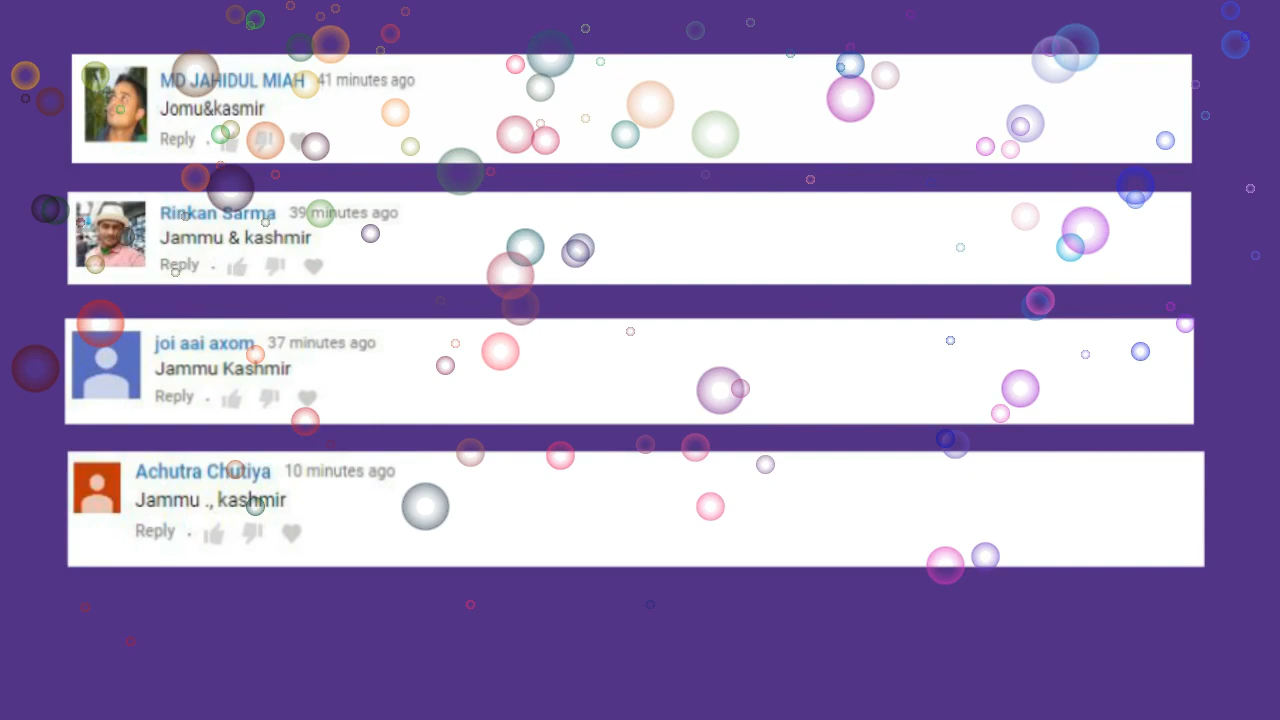 MD JAHIDUL MIAH 41 minutes ago
Jomu&kasmir
Reply .
Rinkan Sarma 39 minutes ago
Jammu & kashmir
Reply .
joi aai axom 37 minutes ago
Jammu Kashmir
Reply .
Achutra Chutiya 10 minutes ago
Jammu ., kashmir
Reply .